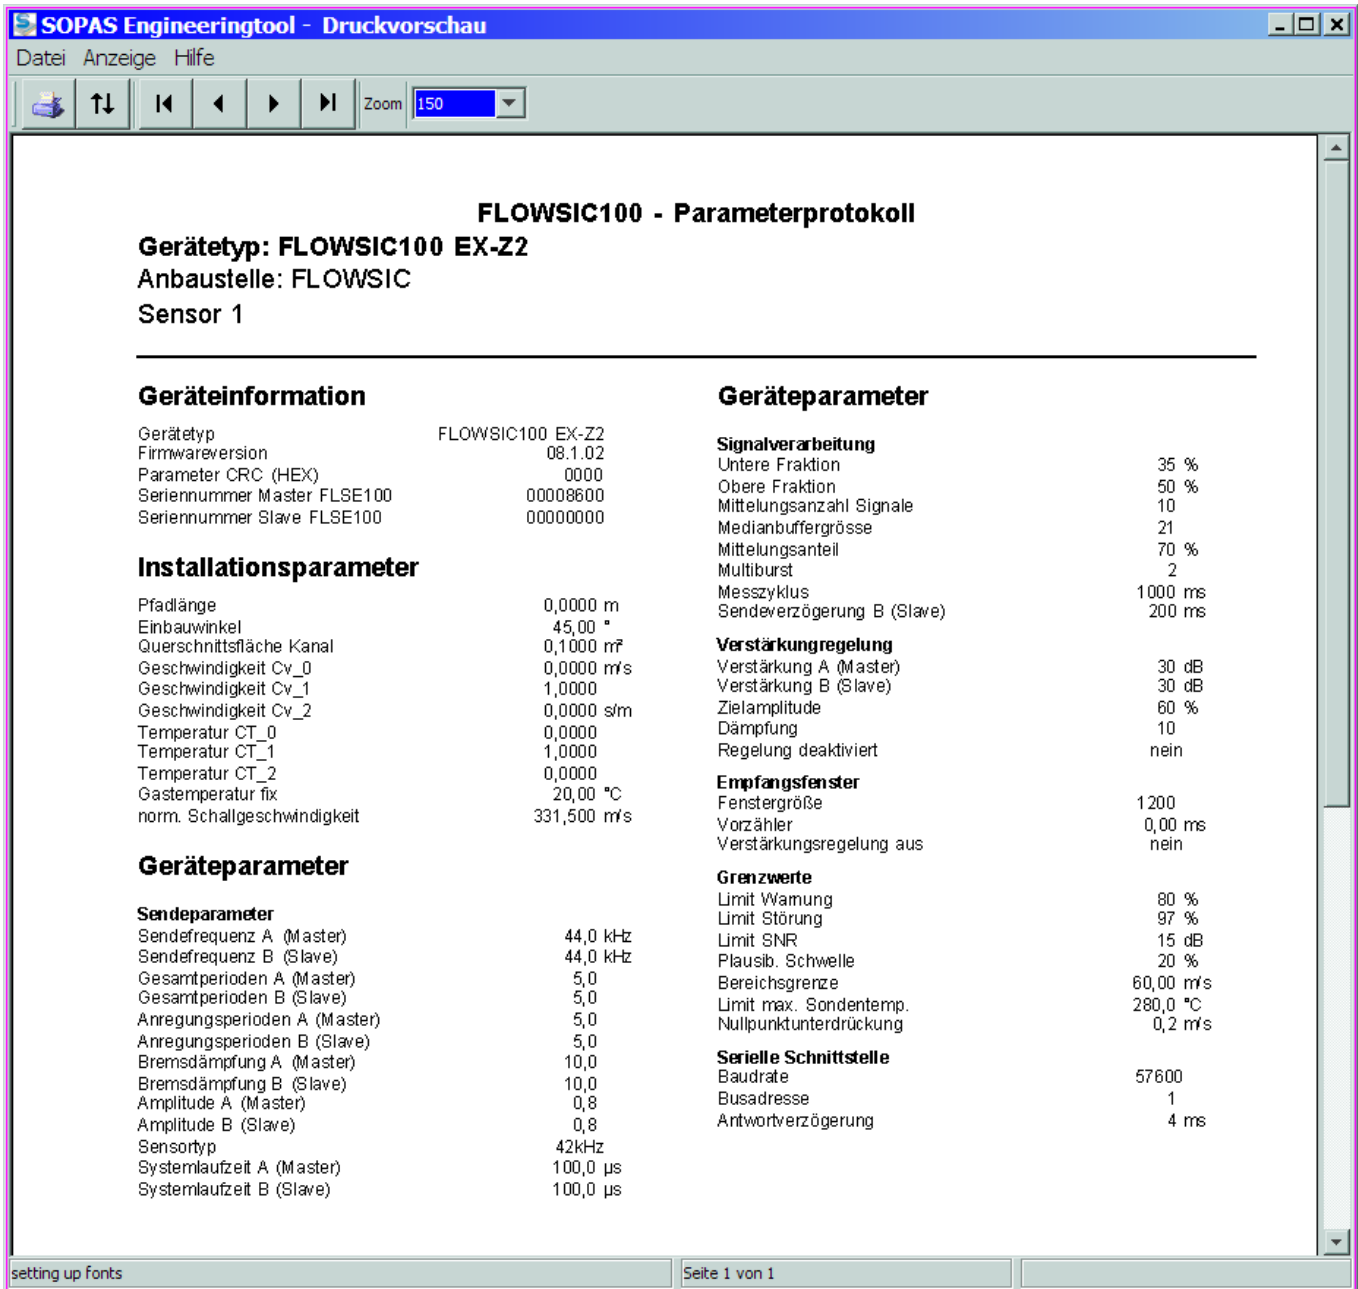 SOPAS Engineeringtool - Druckvorschau
Datei Anzeige Hilfe
Zoom 150
FLOWSIC100 - Parameterprotokoll
Gerätetyp: FLOWSIC100 EX-Z2
Anbaustelle: FLOWSIC
Sensor 1
Geräteinformation
Gerätetyp FLOWSIC100 EX-Z2
Firmwareversion 08.1.02
Parameter CRC (HEX) 0000
Seriennummer Master FLSE100 00008600
Seriennummer Slave FLSE100 00000000
Installationsparameter
Pfadlänge 0,0000 m
Einbauwinkel 45,00 °
Querschnittsfläche Kanal 0,1000 m²
Geschwindigkeit Cv_0 0,0000 m/s
Geschwindigkeit Cv_1 1,0000
Geschwindigkeit Cv_2 0,0000 s/m
Temperatur CT_0 0,0000
Temperatur CT_1 1,0000
Temperatur CT_2 0,0000
Gastemperatur fix 20,00 °C
norm. Schallgeschwindigkeit 331,500 m/s
Geräteparameter
Sendeparameter
Sendefrequenz A (Master) 44,0 kHz
Sendefrequenz B (Slave) 44,0 kHz
Gesamtperioden A (Master) 5,0
Gesamtperioden B (Slave) 5,0
Anregungsperioden A (Master) 5,0
Anregungsperioden B (Slave) 5,0
Bremsdämpfung A (Master) 10,0
Bremsdämpfung B (Slave) 10,0
Amplitude A (Master) 0,8
Amplitude B (Slave) 0,8
Sensortyp 42kHz
Systemlaufzeit A (Master) 100,0 µs
Systemlaufzeit B (Slave) 100,0 µs
Geräteparameter
Signalverarbeitung
Untere Fraktion 35 %
Obere Fraktion 50 %
Mittelungsanzahl Signale 10
Medianbuffergrösse 21
Mittelungsanteil 70 %
Multiburst 2
Messzyklus 1000 ms
Sendeverzögerung B (Slave) 200 ms
Verstärkungregelung
Verstärkung A (Master) 30 dB
Verstärkung B (Slave) 30 dB
Zielamplitude 60 %
Dämpfung 10
Regelung deaktiviert nein
Empfangsfenster
Fenstergröße 1200
Vorzähler 0,00 ms
Verstärkungsregelung aus nein
Grenzwerte
Limit Warnung 80 %
Limit Störung 97 %
Limit SNR 15 dB
Plausib. Schwelle 20 %
Bereichsgrenze 60,00 m/s
Limit max. Sondentemp. 280,0 °C
Nullpunktunterdrückung 0,2 m/s
Serielle Schnittstelle
Baudrate 57600
Busadresse 1
Antwortverzögerung 4 ms
setting up fonts
Seite 1 von 1